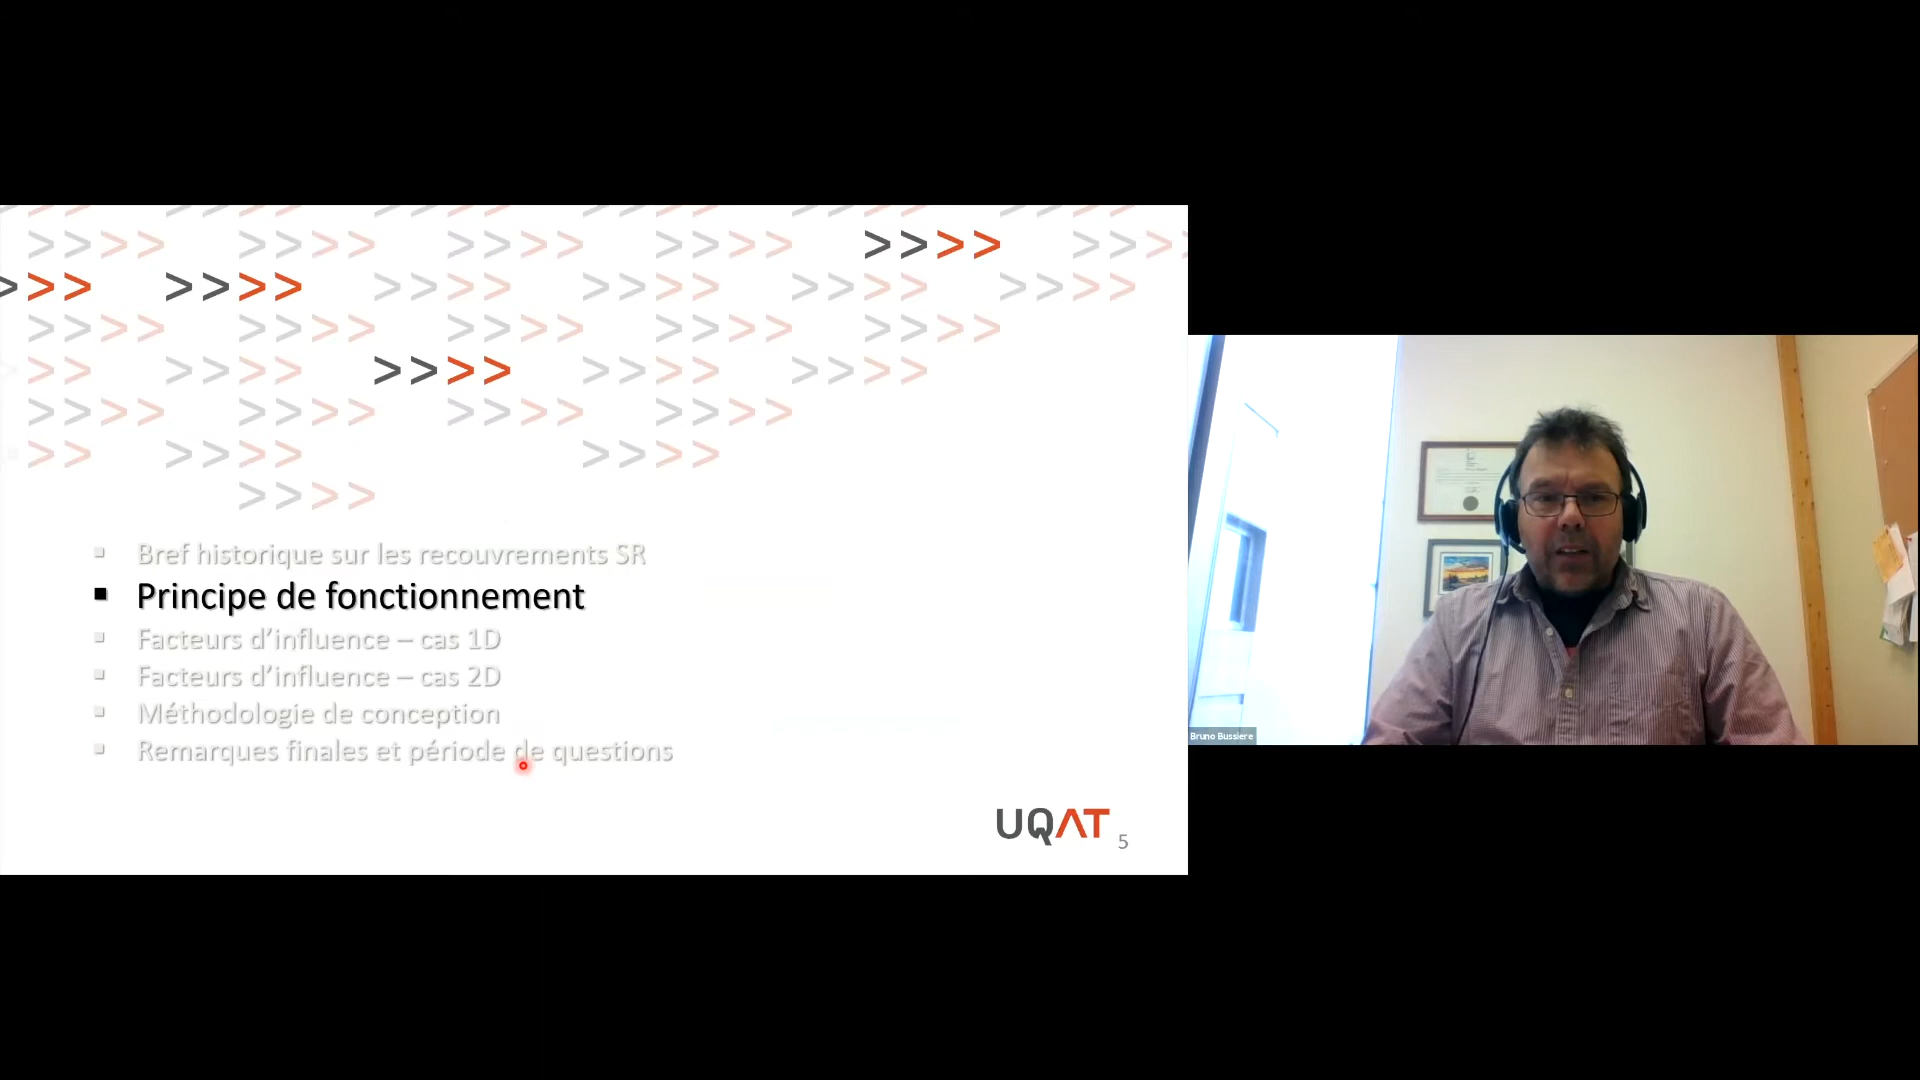 Bref historique sur les recouvrements SR
Principe de fonctionnement
Facteurs d’influence – cas 1D
Facteurs d’influence – cas 2D
Méthodologie de conception
Remarques finales et période de questions
UQAT
5
Bruno Bussiere